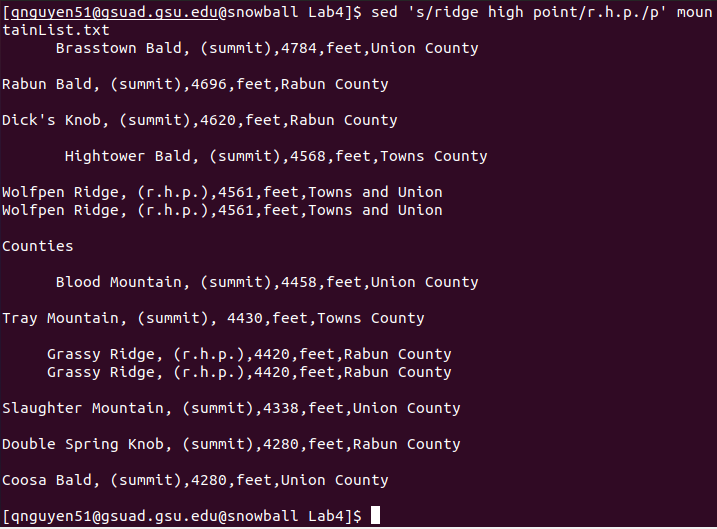 [qnguyen51@gsuad.gsu.edu@snowball Lab4]$ sed 's/ridge high point/r.h.p./p' moun
tainList.txt
Brasstown Bald, (summit),4784,feet,Union County
Rabun Bald, (summit),4696,feet,Rabun County
Dick's Knob, (summit),4620,feet,Rabun County
Hightower Bald, (summit),4568,feet,Towns County
Wolfpen Ridge, (r.h.p.),4561,feet,Towns and Union
Wolfpen Ridge, (r.h.p.),4561,feet,Towns and Union
Counties
Blood Mountain, (summit),4458,feet,Union County
Tray Mountain, (summit), 4430,feet,Towns County
Grassy Ridge, (r.h.p.),4420,feet,Rabun County
Grassy Ridge, (r.h.p.),4420,feet,Rabun County
Slaughter Mountain, (summit),4338,feet,Union County
Double Spring Knob, (summit),4280,feet,Rabun County
Coosa Bald, (summit),4280,feet,Union County
[qnguyen51@gsuad.gsu.edu@snowball Lab4]$